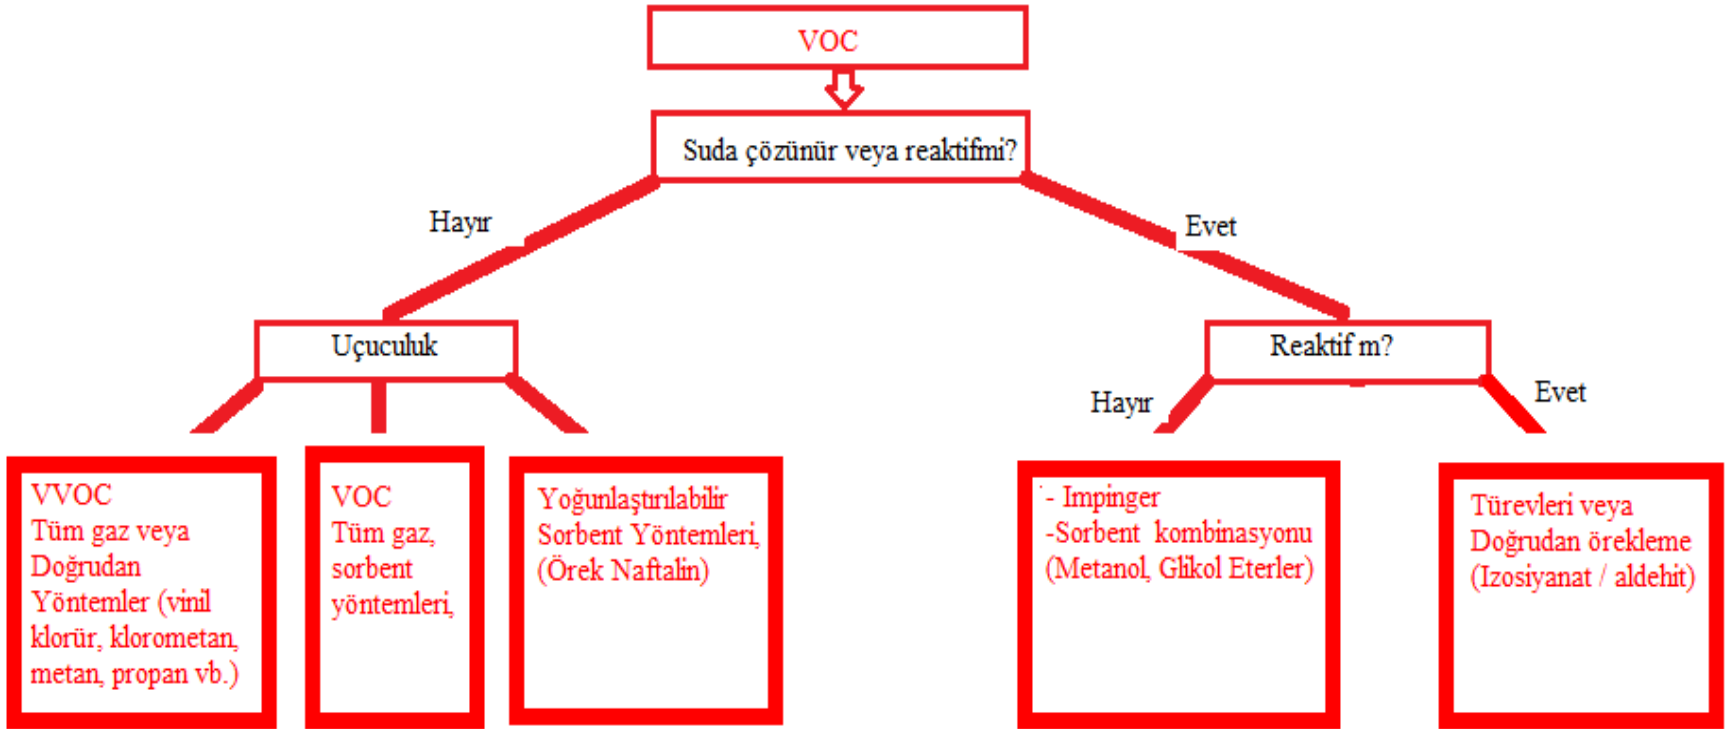 VOC
Suda çözünür veya reaktifmi?
Hayır
Evet
Uçuculuk
Reaktif m?
Hayır
Evet
VVOC
Tüm gaz veya
Doğrudan
Yöntemler (vinil
klorür, klorometan,
metan, propan vb.)
VOC
Tüm gaz,
sorbent
yöntemleri,
Yoğunlaştırılabilir
Sorbent Yöntemleri,
(Örek Naftalin)
- Impinger
-Sorbent kombinasyonu
(Metanol, Glikol Eterler)
Türevleri veya
Doğrudan örekleme
(Izosiyanat / aldehit)